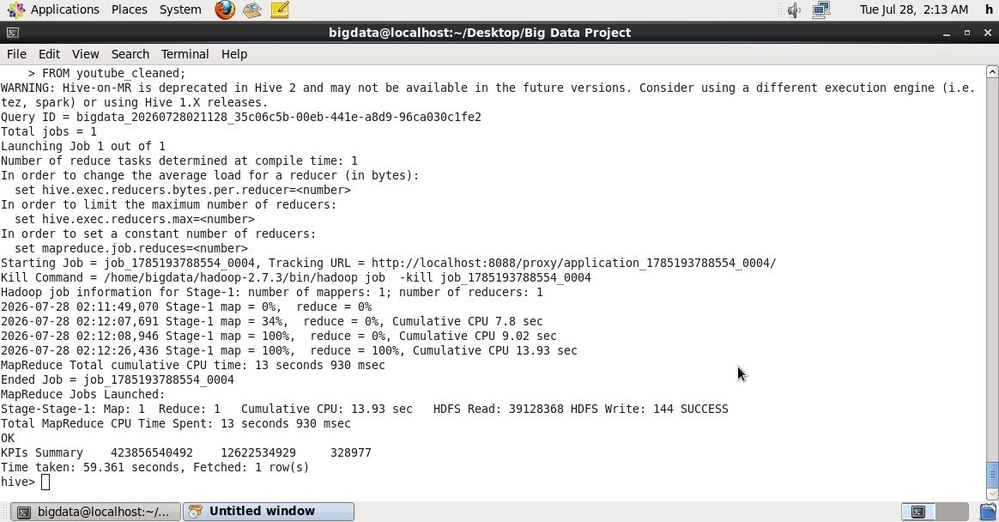 Applications Places System Tue Jul 28, 2:13 AM h
bigdata@localhost:~/Desktop/Big Data Project
File Edit View Search Terminal Help
    > FROM youtube_cleaned;
WARNING: Hive-on-MR is deprecated in Hive 2 and may not be available in the future versions. Consider using a different execution engine (i.e.
tez, spark) or using Hive 1.X releases.
Query ID = bigdata_20260728021128_35c06c5b-00eb-441e-a8d9-96ca030c1fe2
Total jobs = 1
Launching Job 1 out of 1
Number of reduce tasks determined at compile time: 1
In order to change the average load for a reducer (in bytes):
  set hive.exec.reducers.bytes.per.reducer=<number>
In order to limit the maximum number of reducers:
  set hive.exec.reducers.max=<number>
In order to set a constant number of reducers:
  set mapreduce.job.reduces=<number>
Starting Job = job_1785193788554_0004, Tracking URL = http://localhost:8088/proxy/application_1785193788554_0004/
Kill Command = /home/bigdata/hadoop-2.7.3/bin/hadoop job  -kill job_1785193788554_0004
Hadoop job information for Stage-1: number of mappers: 1; number of reducers: 1
2026-07-28 02:11:49,070 Stage-1 map = 0%,  reduce = 0%
2026-07-28 02:12:07,691 Stage-1 map = 34%,  reduce = 0%, Cumulative CPU 7.8 sec
2026-07-28 02:12:08,946 Stage-1 map = 100%,  reduce = 0%, Cumulative CPU 9.02 sec
2026-07-28 02:12:26,436 Stage-1 map = 100%,  reduce = 100%, Cumulative CPU 13.93 sec
MapReduce Total cumulative CPU time: 13 seconds 930 msec
Ended Job = job_1785193788554_0004
MapReduce Jobs Launched:
Stage-Stage-1: Map: 1  Reduce: 1   Cumulative CPU: 13.93 sec   HDFS Read: 39128368 HDFS Write: 144 SUCCESS
Total MapReduce CPU Time Spent: 13 seconds 930 msec
OK
KPIs Summary    423856540492    12622534929     328977
Time taken: 59.361 seconds, Fetched: 1 row(s)
hive>
bigdata@localhost:~/... Untitled window